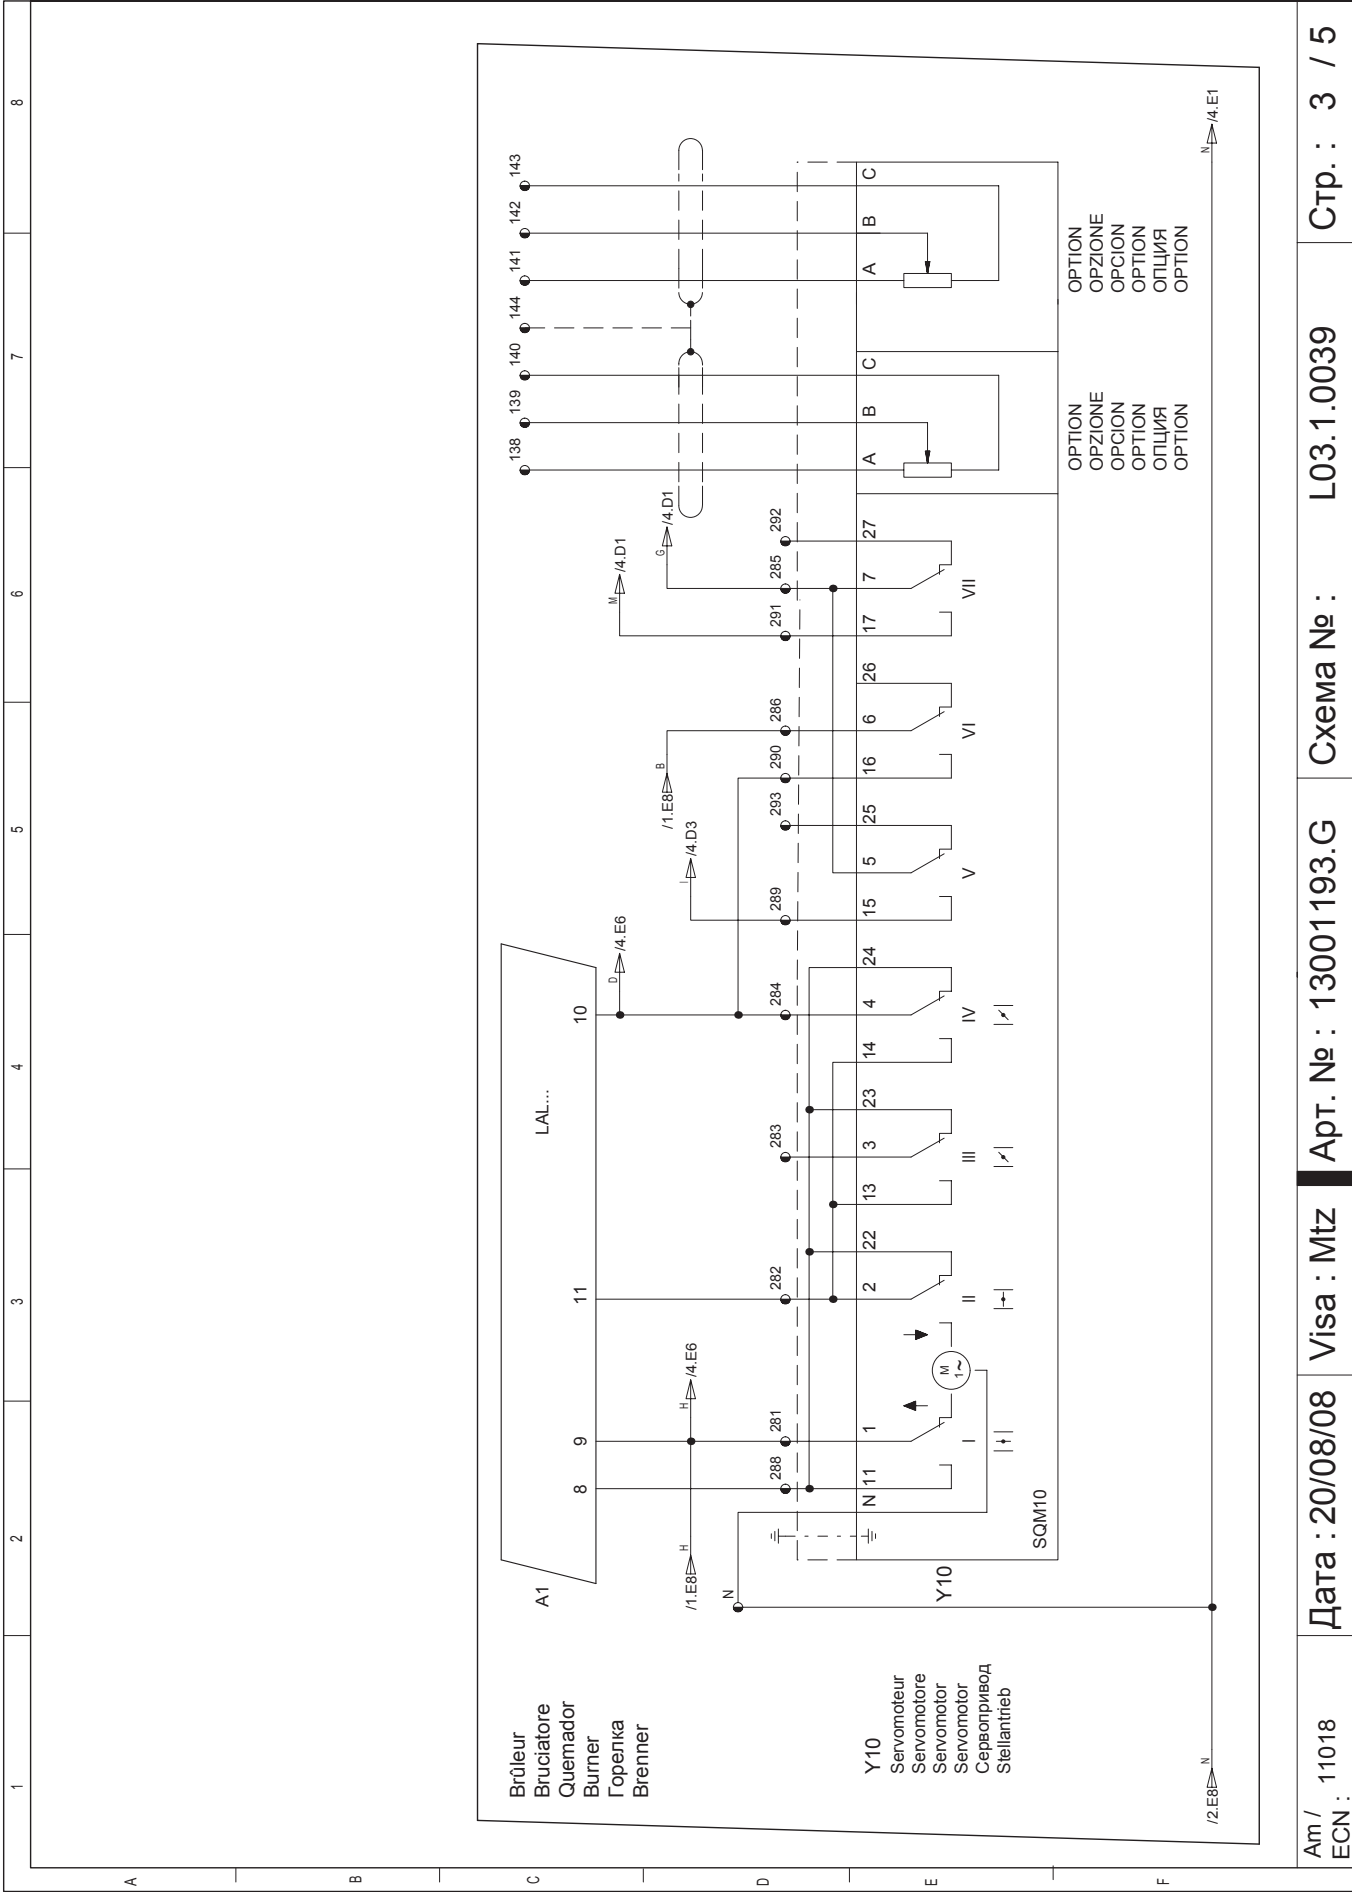 1 2 3 4 5 6 7 8
A
B
C
D
E
F
Brûleur
Bruciatore
Quemador
Burner
Горелка
Brenner
A1
LAL...
8 9 11 10
138 139 140 144 141 142 143
D /4.E6
M /4.D1
G /4.D1
/1.E8 B
I /4.D3
/1.E8 H H /4.E6
N
288 281 282 283 284 289 293 290 286 291 285 292
N 11 1 2 22 13 3 23 14 4 24 15 5 25 16 6 26 17 7 27 A B C A B C
M
1~
I II III IV V VI VII
Y10
SQM10
Y10
Servomoteur
Servomotore
Servomotor
Servomotor
Сервопривод
Stellantrieb
OPTION
OPZIONE
OPCION
OPTION
ОПЦИЯ
OPTION
OPTION
OPZIONE
OPCION
OPTION
ОПЦИЯ
OPTION
/2.E8 N N /4.E1
Am /
ECN : 11018
Дата : 20/08/08
Visa : Mtz
Арт. № : 13001193.G
Схема № : L03.1.0039
Стр. : 3 / 5